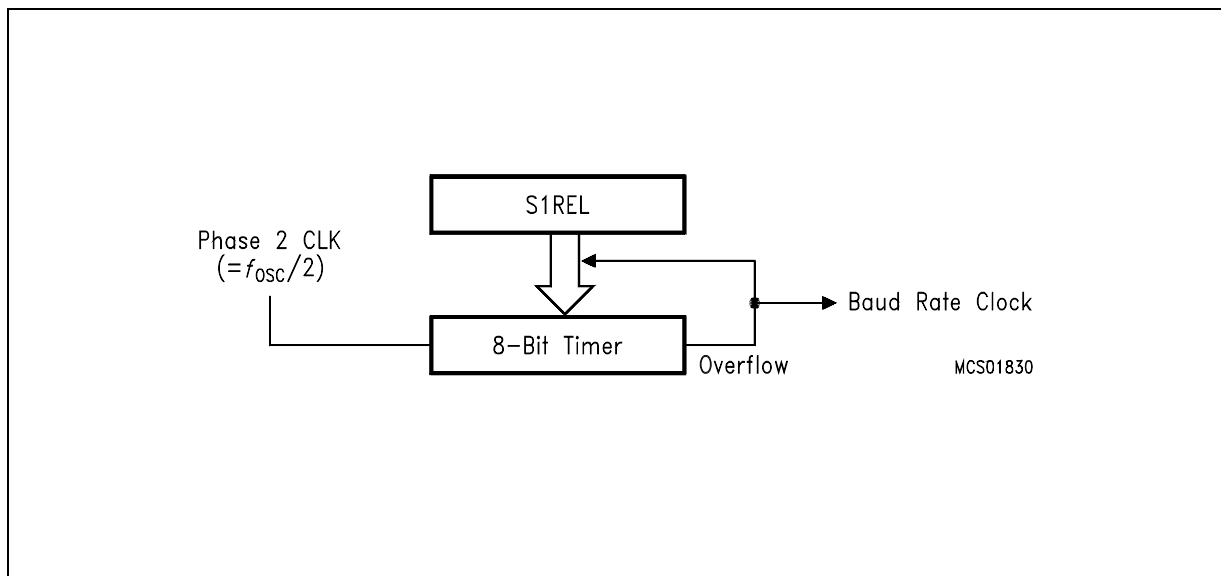 S1REL
Phase 2 CLK
(=fOSC/2)
8-Bit Timer
Overflow
Baud Rate Clock
MCS01830